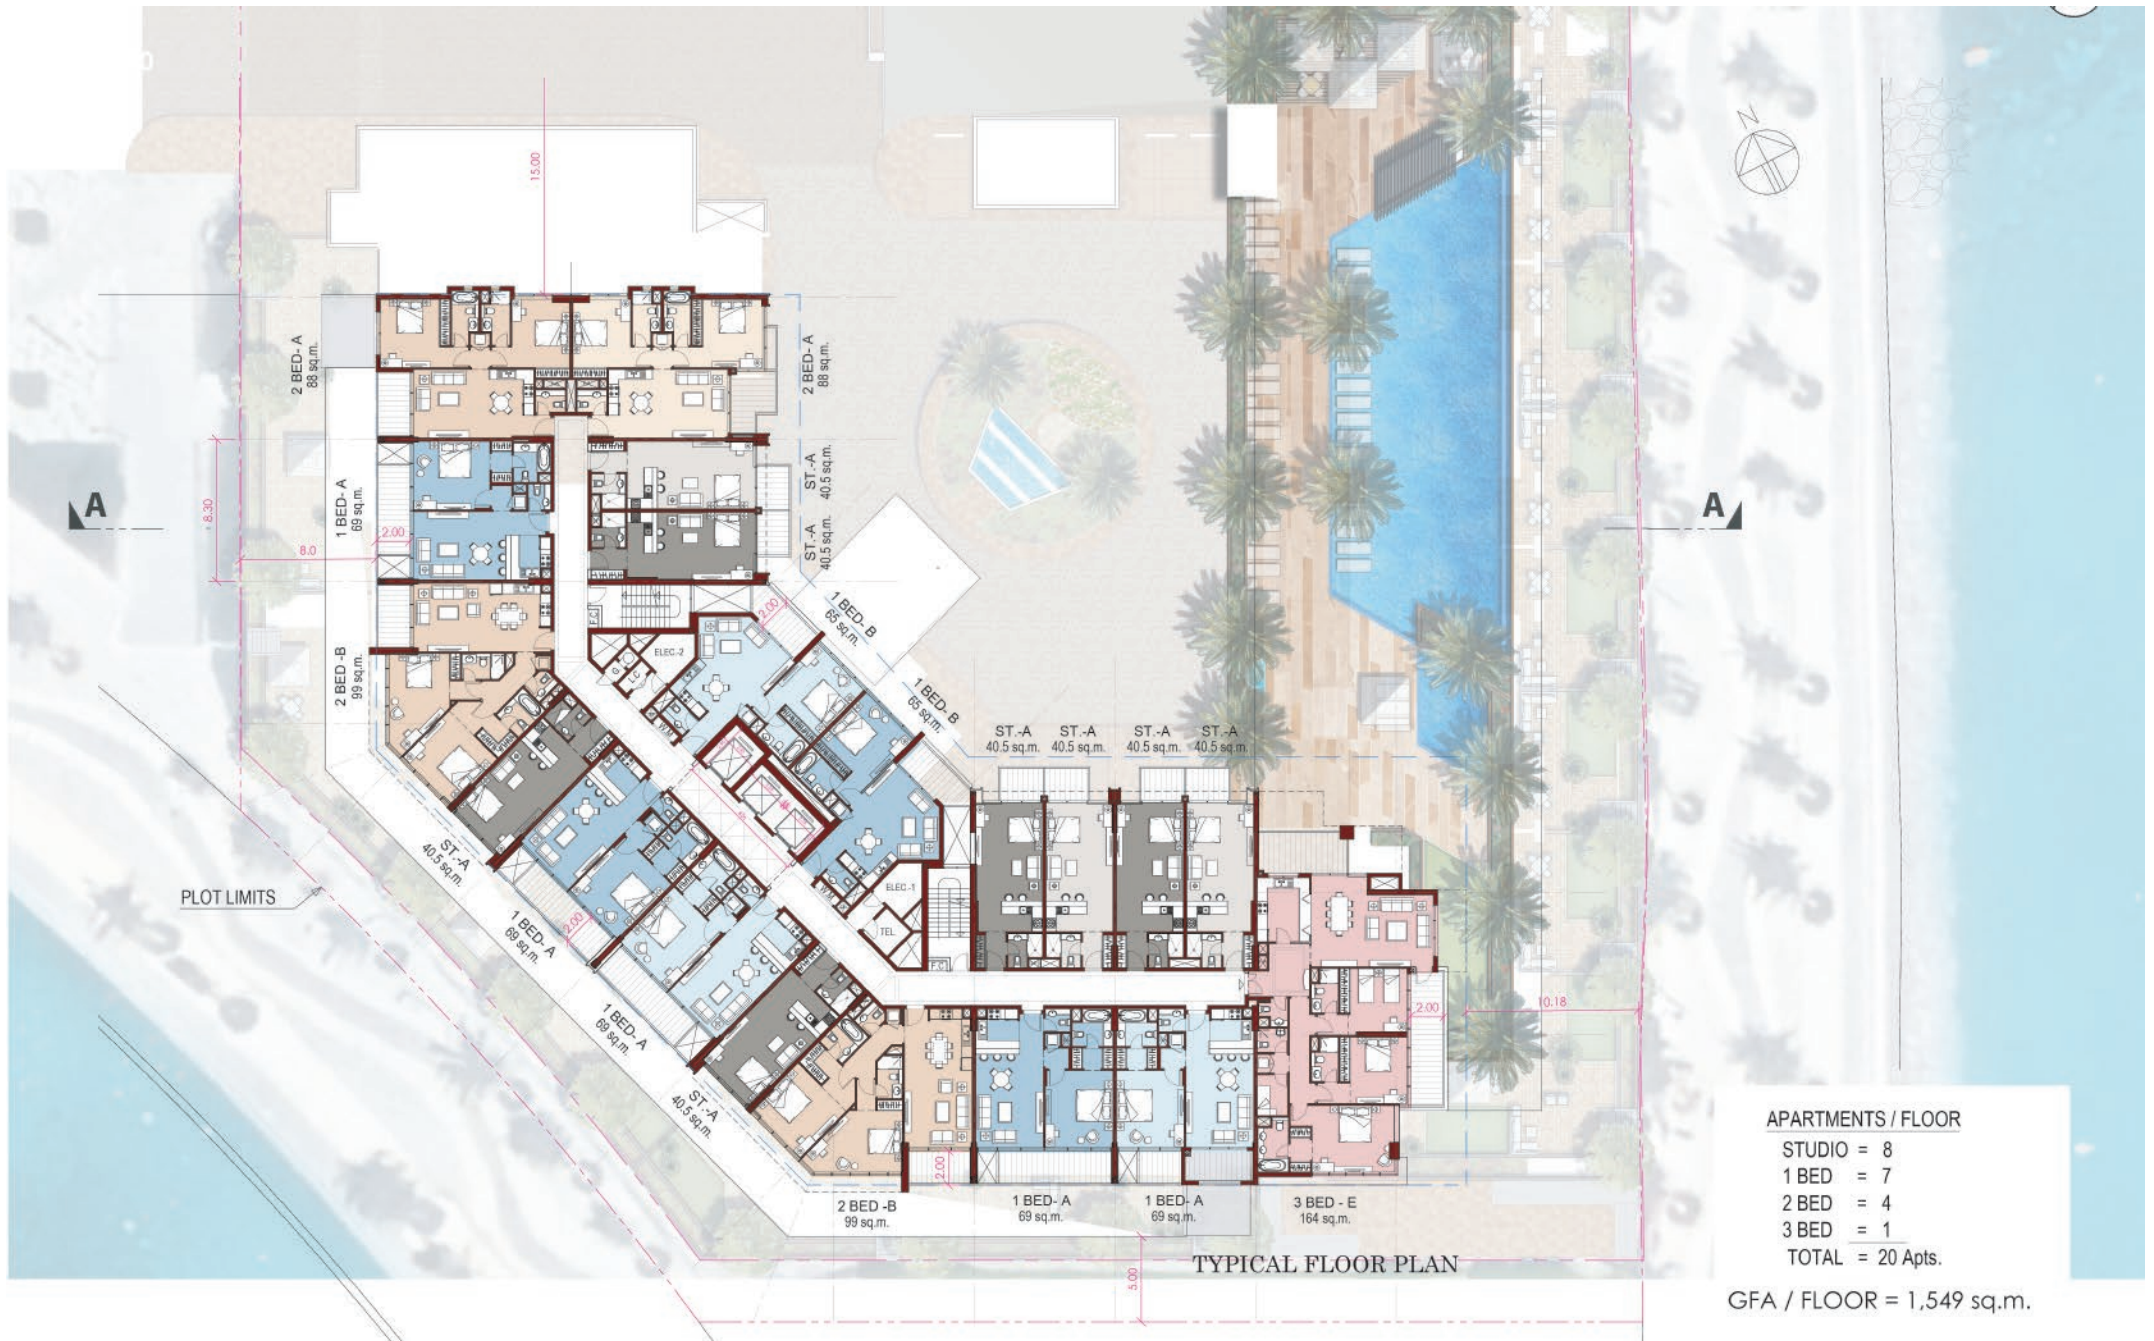 15.00
N
2 BED- A
88 sq.m.
2 BED- A
88 sq.m.
1 BED- A
69 sq.m.
ST.-A
40.5 sq.m.
ST.-A
40.5 sq.m.
A
A
8.30
8.0
2.00
2.00
1 BED- B
65 sq.m.
F.C
ELEC.-2
2 BED -B
99 sq.m.
1 BED- B
65 sq.m.
ST.-A
40.5 sq.m.
ST.-A
40.5 sq.m.
ST.-A
40.5 sq.m.
ST.-A
40.5 sq.m.
ST.-A
40.5 sq.m.
PLOT LIMITS
ELEC.-1
TEL.
F.C
1 BED- A
69 sq.m.
2.00
1 BED- A
69 sq.m.
2.00
10.18
ST.-A
40.5 sq.m.
2.00
2 BED -B
99 sq.m.
1 BED- A
69 sq.m.
1 BED- A
69 sq.m.
3 BED - E
164 sq.m.
5.00
TYPICAL FLOOR PLAN
APARTMENTS / FLOOR
STUDIO = 8
1 BED = 7
2 BED = 4
3 BED = 1
TOTAL = 20 Apts.
GFA / FLOOR = 1,549 sq.m.